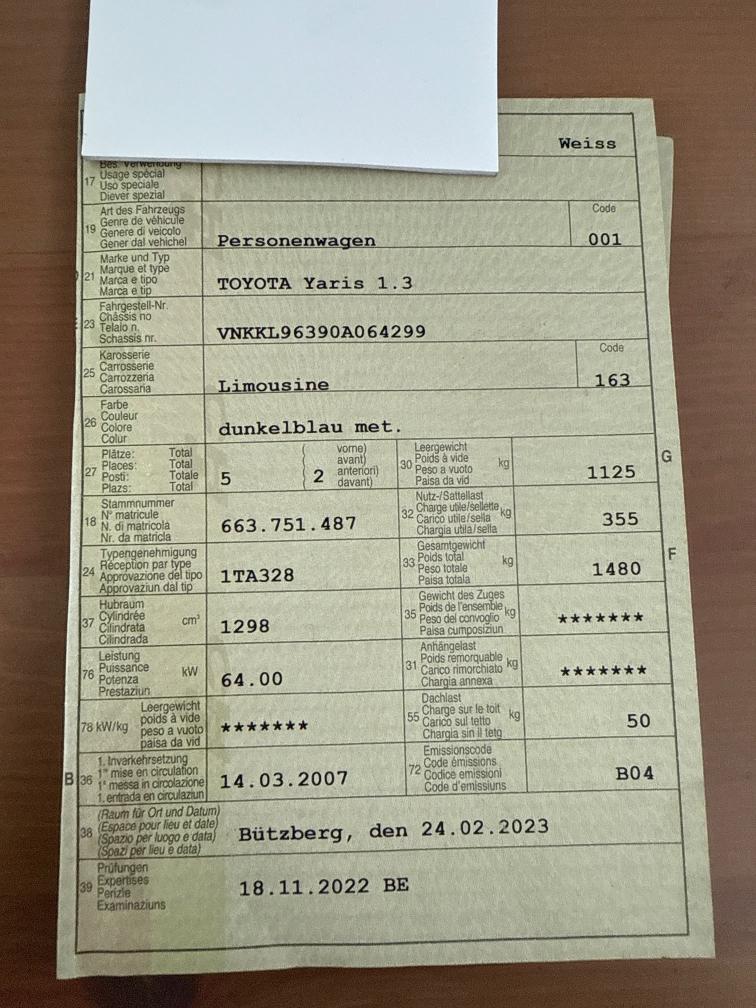 Weiss
Bes. Verwendung
17 Usage spécial
Uso speciale
Diever spezial
Art des Fahrzeugs
Genre de véhicule
19 Genere di veicolo
Gener dal vehichel
Personenwagen
Code
001
Marke und Typ
Marque et type
21 Marca e tipo
Marca e tip
TOYOTA Yaris 1.3
Fahrgestell-Nr.
Châssis no
23 Telaio n.
Schassis nr.
VNKKL96390A064299
Karosserie
Carrosserie
25 Carrozzeria
Carossaria
Limousine
Code
163
Farbe
26 Couleur
Colore
Colur
dunkelblau met.
Plätze: Total
27 Places: Total
Posti: Totale
Plazs: Total
5
vorne)
avant)
( 2 anteriori)
davant)
Leergewicht
30 Poids à vide kg
Peso a vuoto
Paisa da vid
1125
G
Stammnummer
18 N° matricule
N. di matricola
Nr. da matricla
663.751.487
Nutz-/Sattellast
32 Charge utile/sellette kg
Carico utile/sella
Chargia utila/sella
355
Typengenehmigung
24 Réception par type
Approvazione del tipo
Approvaziun dal tip
1TA328
Gesamtgewicht
33 Poids total kg
Peso totale
Paisa totala
1480
F
Hubraum
37 Cylindrée cm³
Cilindrata
Cilindrada
1298
Gewicht des Zuges
35 Poids de l'ensemble kg
Peso del convoglio
Paisa cumposiziun
*******
Leistung
76 Puissance kW
Potenza
Prestaziun
64.00
Anhängelast
31 Poids remorquable kg
Carico rimorchiato
Chargia annexa
*******
Leergewicht
78 kW/kg poids à vide
peso a vuoto
paisa da vid
*******
Dachlast
55 Charge sur le toit kg
Carico sul tetto
Chargia sin il tetg
50
1. Inverkehrsetzung
B 36 1re mise en circulation
1a messa in circolazione
1. entrada en circulaziun
14.03.2007
Emissionscode
72 Code émissions
Codice emissioni
Code d'emissiuns
B04
(Raum für Ort und Datum)
38 (Espace pour lieu et date)
(Spazio per luogo e data)
(Spazi per lieu e data)
Bützberg, den 24.02.2023
Prüfungen
39 Expertises
Perizie
Examinaziuns
18.11.2022 BE